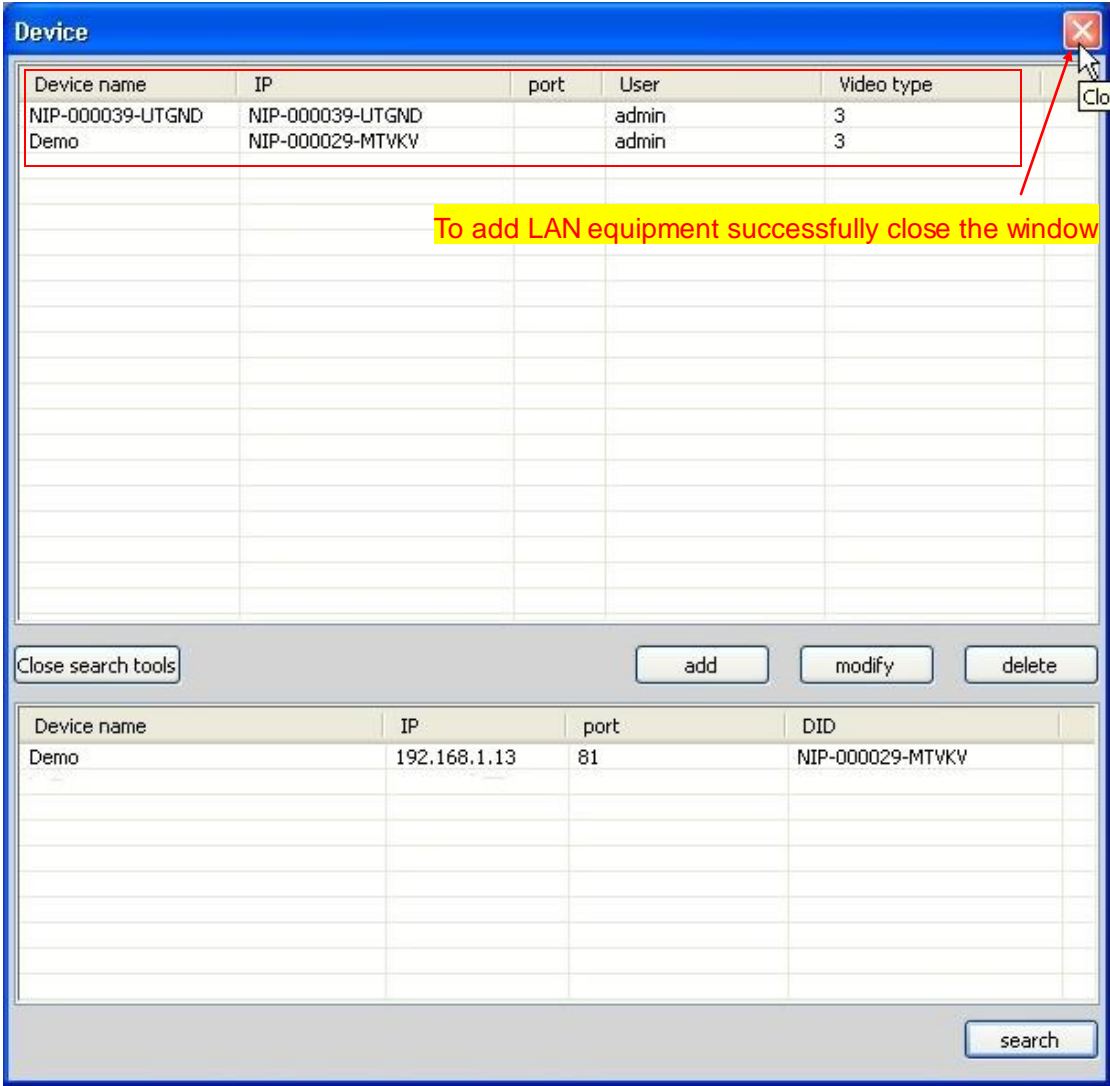 Device
Device name IP port User Video type
Clo
NIP-000039-UTGND NIP-000039-UTGND admin 3
Demo NIP-000029-MTVKV admin 3
To add LAN equipment successfully close the window
Close search tools add modify delete
Device name IP port DID
Demo 192.168.1.13 81 NIP-000029-MTVKV
search